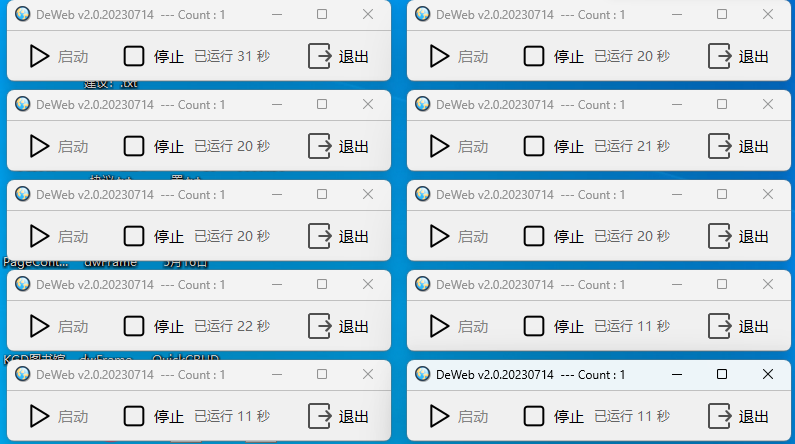 DeWeb v2.0.20230714 --- Count : 1
启动 停止 已运行 31 秒 退出
DeWeb v2.0.20230714 --- Count : 1
启动 停止 已运行 20 秒 退出
建议：.txt
DeWeb v2.0.20230714 --- Count : 1
启动 停止 已运行 20 秒 退出
DeWeb v2.0.20230714 --- Count : 1
启动 停止 已运行 21 秒 退出
DeWeb v2.0.20230714 --- Count : 1
启动 停止 已运行 20 秒 退出
DeWeb v2.0.20230714 --- Count : 1
启动 停止 已运行 20 秒 退出
PageCont... dwFrame 5月16日
DeWeb v2.0.20230714 --- Count : 1
启动 停止 已运行 22 秒 退出
DeWeb v2.0.20230714 --- Count : 1
启动 停止 已运行 11 秒 退出
KGD图书馆 dwFrame... QuickCRUD
DeWeb v2.0.20230714 --- Count : 1
启动 停止 已运行 11 秒 退出
DeWeb v2.0.20230714 --- Count : 1
启动 停止 已运行 11 秒 退出